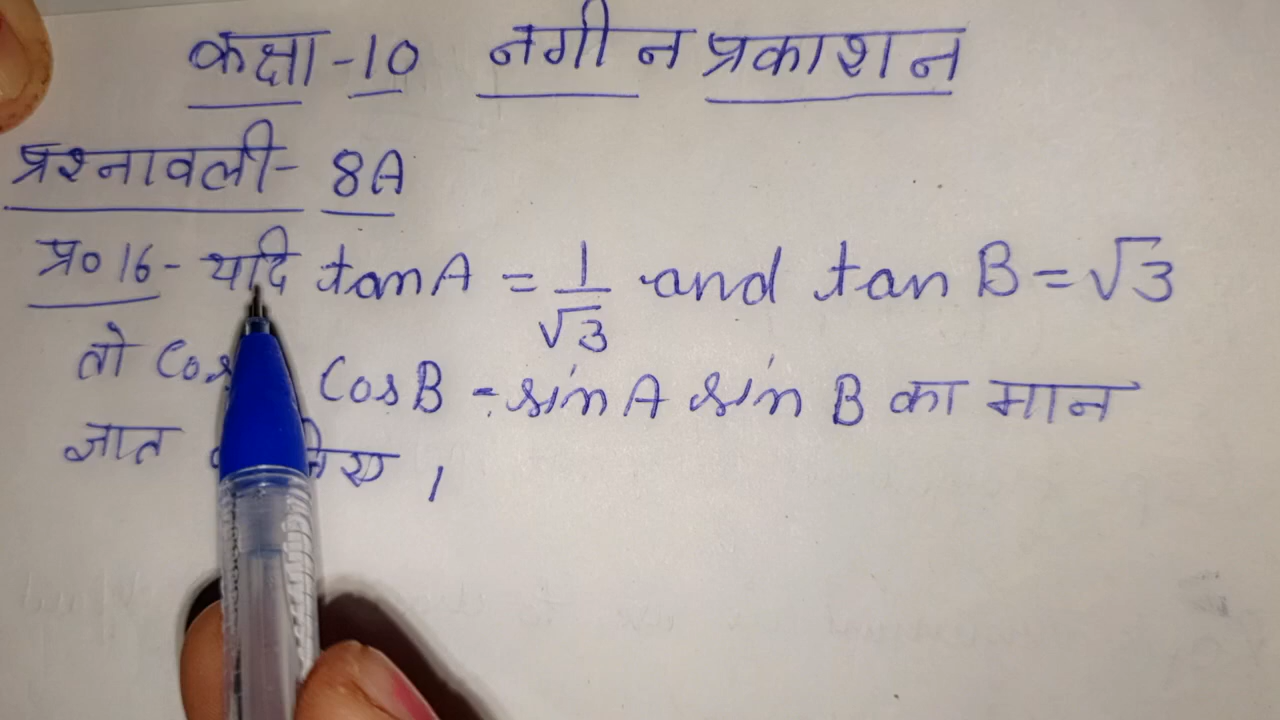 कक्षा -10 नगीन प्रकाशन
प्रश्नावली- 8A
प्र० 16- यदि tanA = 1/√3 and tan B = √3
तो Cos CosB - sinA sin B का मान
ज्ञात ।